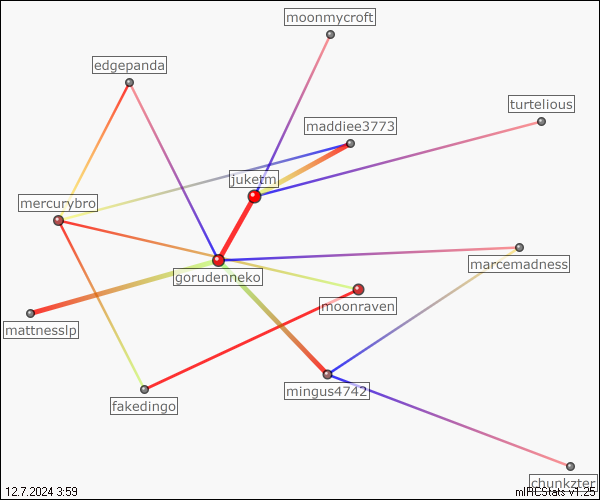 moonmycroft
edgepanda
turtelious
maddiee3773
juketm
mercurybro
marcemadness
gorudenneko
moonraven
mattnesslp
mingus4742
fakedingo
chunkzter
12.7.2024 3:59
mIRCStats v1.25